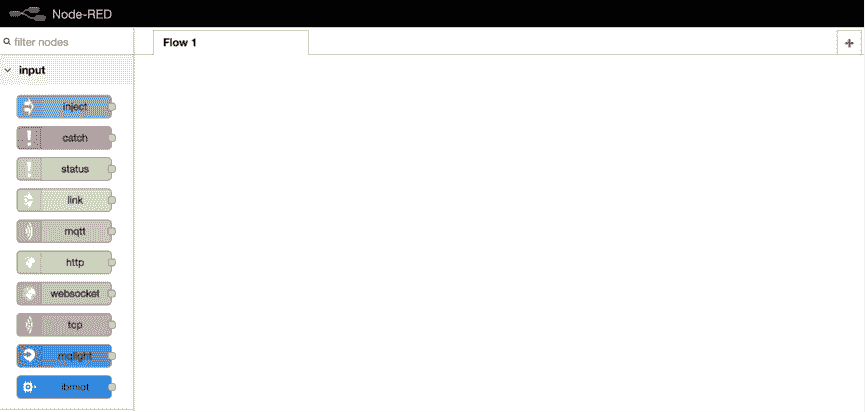 Node-RED
filter nodes
Flow 1
input
inject
catch
status
link
mqtt
http
websocket
tcp
mqlight
ibmiot